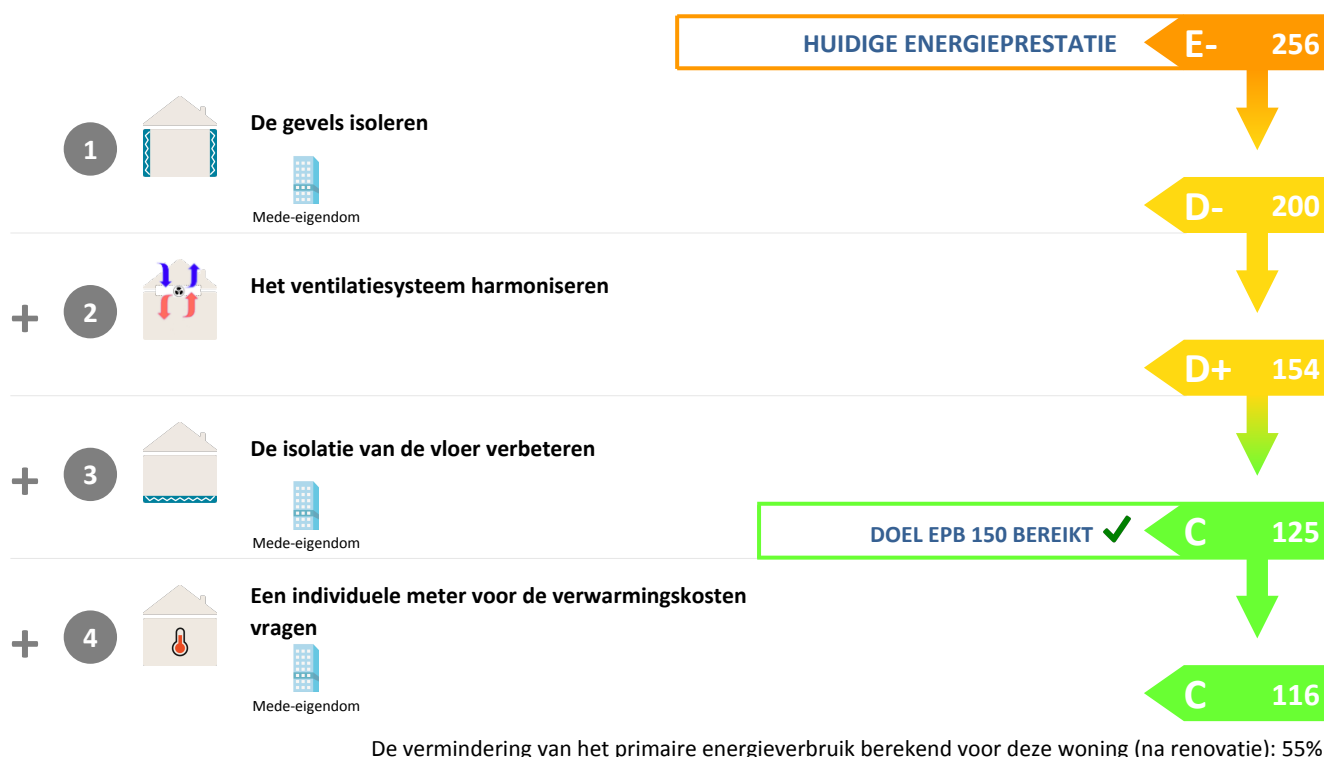 HUIDIGE ENERGIEPRESTATIE E- 256
1 De gevels isoleren
Mede-eigendom
D- 200
+ 2 Het ventilatiesysteem harmoniseren
D+ 154
+ 3 De isolatie van de vloer verbeteren
Mede-eigendom
DOEL EPB 150 BEREIKT ✓ C 125
+ 4 Een individuele meter voor de verwarmingskosten
vragen
Mede-eigendom
C 116
De vermindering van het primaire energieverbruik berekend voor deze woning (na renovatie): 55%